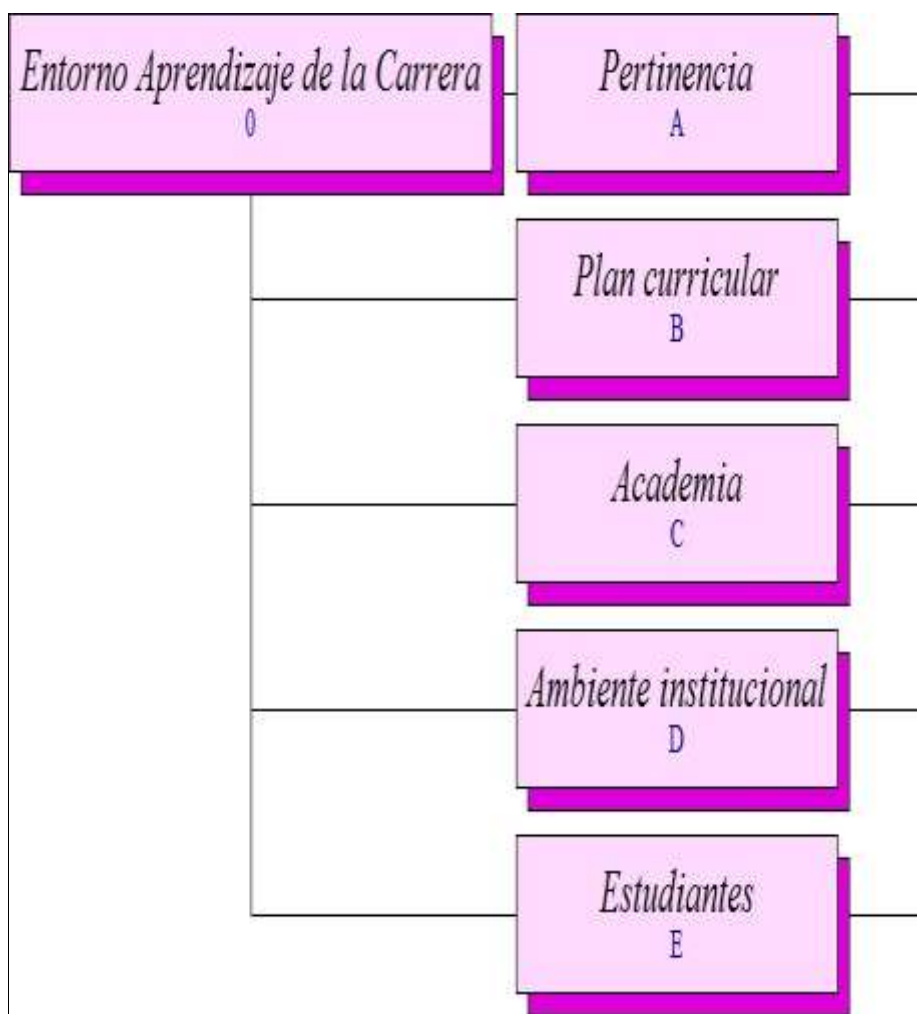 Entorno Aprendizaje de la Carrera
0
Pertinencia
A
Plan curricular
B
Academia
C
Ambiente institucional
D
Estudiantes
E